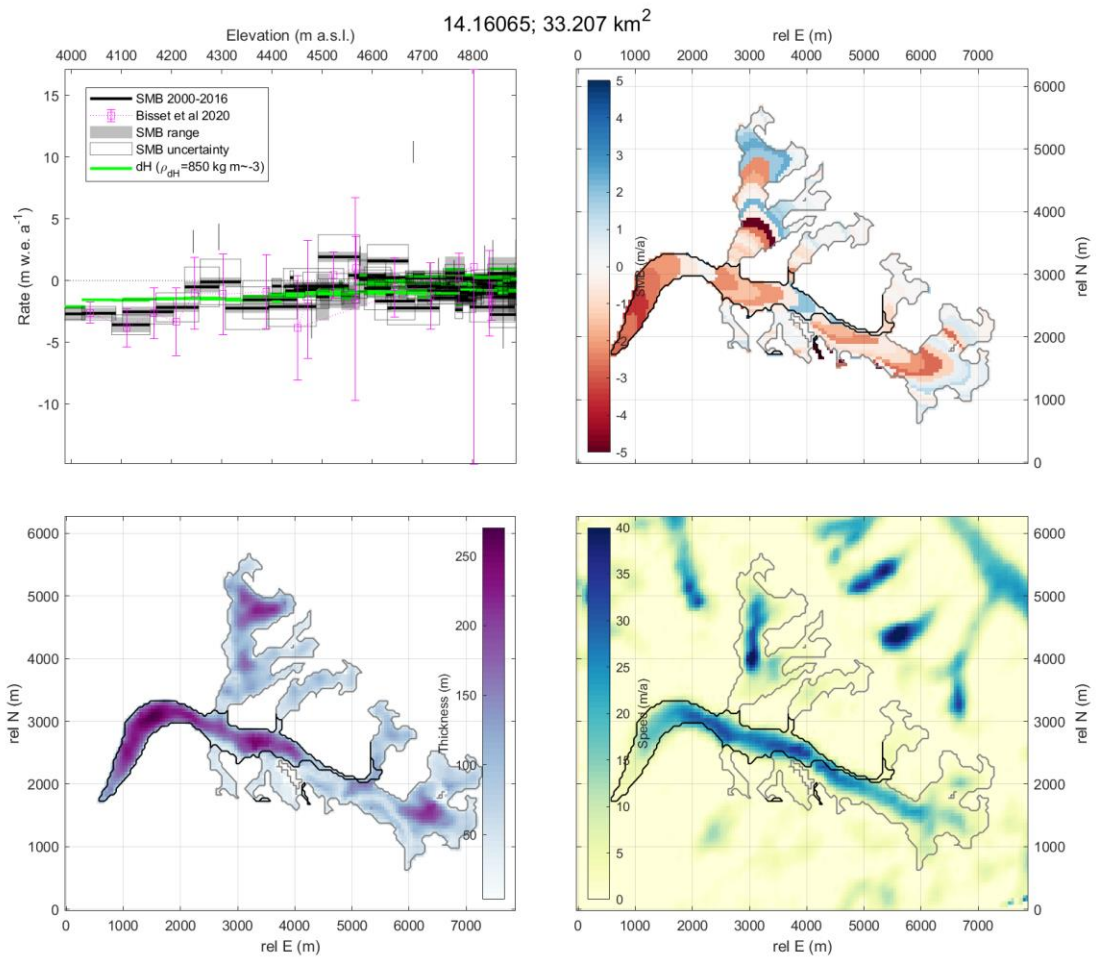 14.16065; 33.207 km²
Elevation (m a.s.l.)
4000 4100 4200 4300 4400 4500 4600 4700 4800
15
10
5
0
-5
-10
Rate (m w.e. a⁻¹)
SMB 2000-2016
Bisset et al 2020
SMB range
SMB uncertainty
dH (ρdH=850 kg m~-3)
rel E (m)
0 1000 2000 3000 4000 5000 6000 7000
5
4
3
2
1
0
-1
-2
-3
-4
-5
SMB (m/a)
6000
5000
4000
3000
2000
1000
0
rel N (m)
6000
5000
4000
3000
2000
1000
0
rel N (m)
250
200
150
100
50
Thickness (m)
0 1000 2000 3000 4000 5000 6000 7000
rel E (m)
40
35
30
25
20
15
10
5
0
Speed (m/a)
6000
5000
4000
3000
2000
1000
0
rel N (m)
0 1000 2000 3000 4000 5000 6000 7000
rel E (m)